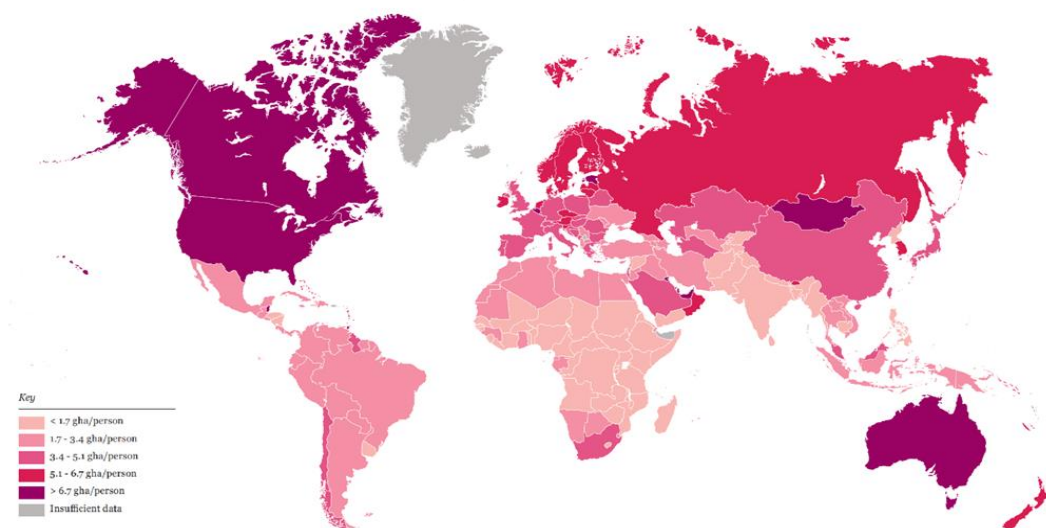 Key
< 1.7 gha/person
1.7 - 3.4 gha/person
3.4 - 5.1 gha/person
5.1 - 6.7 gha/person
> 6.7 gha/person
Insufficient data